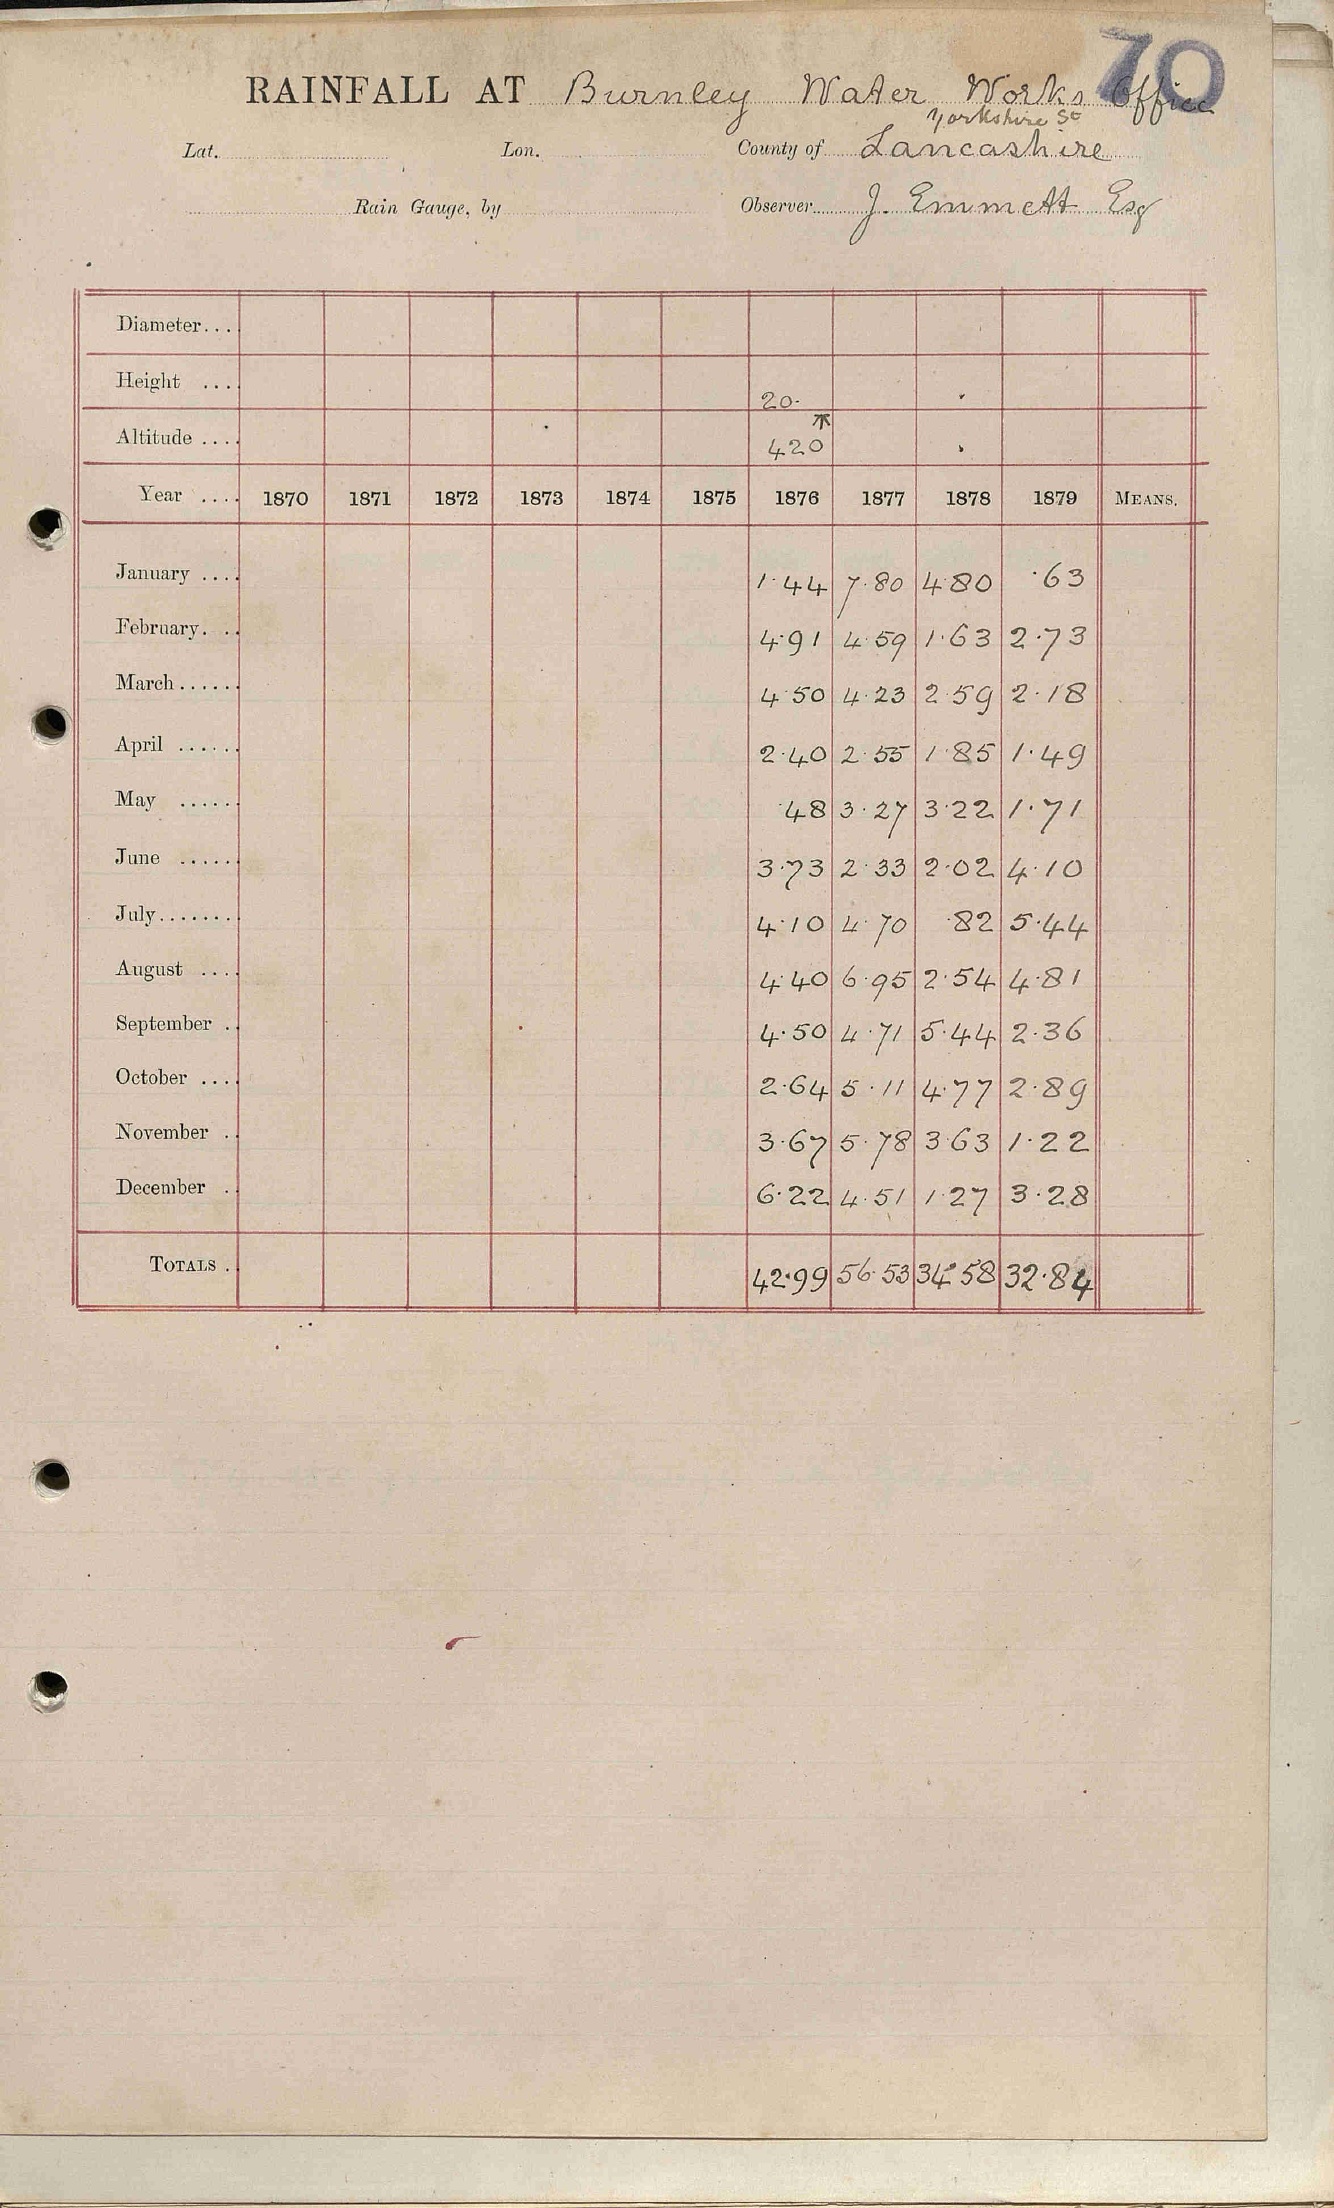 70
RAINFALL AT Burnley Water Works Office
Yorkshire St
Lat. Lon. County of Lancashire
Rain Gauge, by Observer J. Emmett Esq
Diameter...
Height .... 20.
Altitude .... 420
Year .... 1870 1871 1872 1873 1874 1875 1876 1877 1878 1879 MEANS.
January .... 1.44 7.80 4.80 .63
February. .. 4.91 4.59 1.63 2.73
March...... 4.50 4.23 2.59 2.18
April ...... 2.40 2.55 1.85 1.49
May ...... .48 3.27 3.22 1.71
June ...... 3.73 2.33 2.02 4.10
July........ 4.10 4.70 .82 5.44
August .... 4.40 6.95 2.54 4.81
September .. 4.50 4.71 5.44 2.36
October .... 2.64 5.11 4.77 2.89
November .. 3.67 5.78 3.63 1.22
December .. 6.22 4.51 1.27 3.28
TOTALS .. 42.99 56.53 34.58 32.84